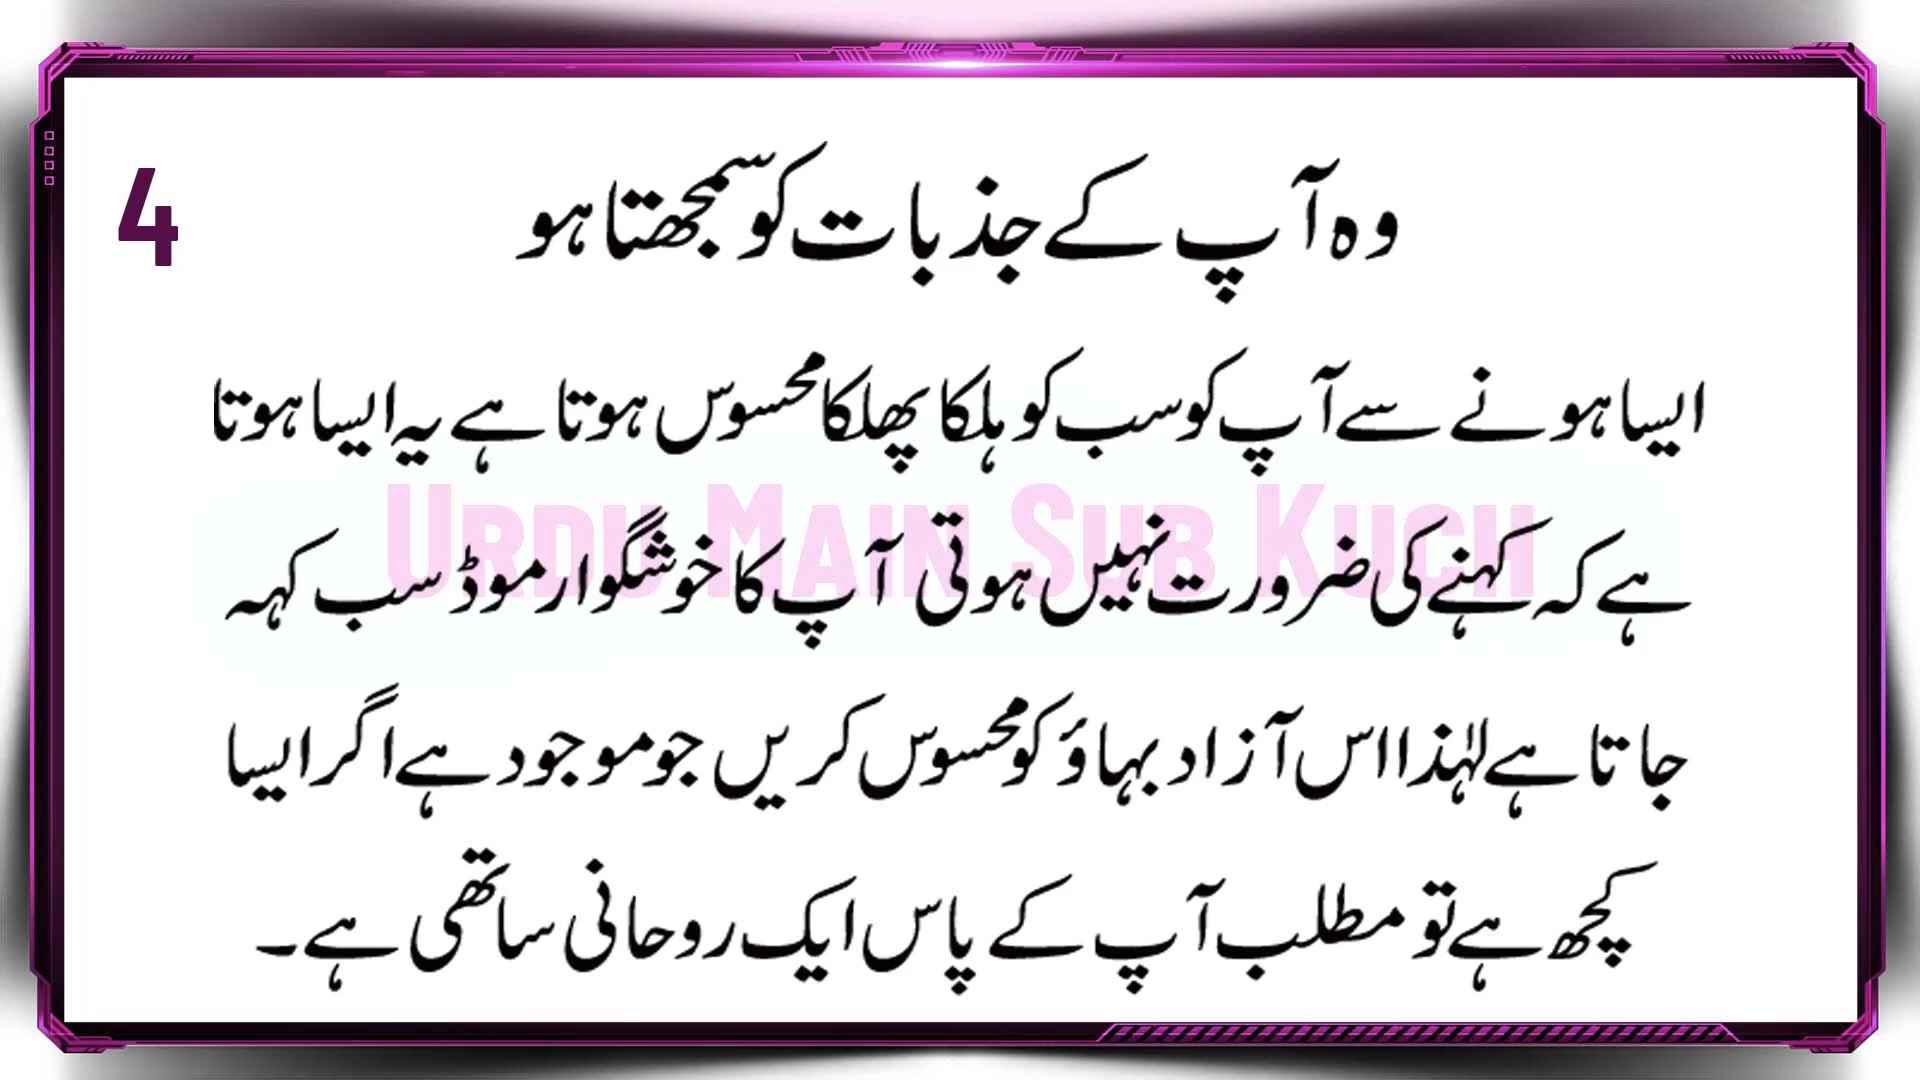 4
وہ آپ کے جذبات کو سمجھتا ہو
ایسا ہونے سے آپ کو سب کو ہلکا پھلکا محسوس ہوتا ہے یہ ایسا ہوتا
Urdu Main Sub Kuch
ہے کہ کہنے کی ضرورت نہیں ہوتی آپ کا خوشگوار موڈ سب کہہ
جاتا ہے لہٰذا اس آزاد بہاؤ کو محسوس کریں جو موجود ہے اگر ایسا
کچھ ہے تو مطلب آپ کے پاس ایک روحانی ساتھی ہے۔